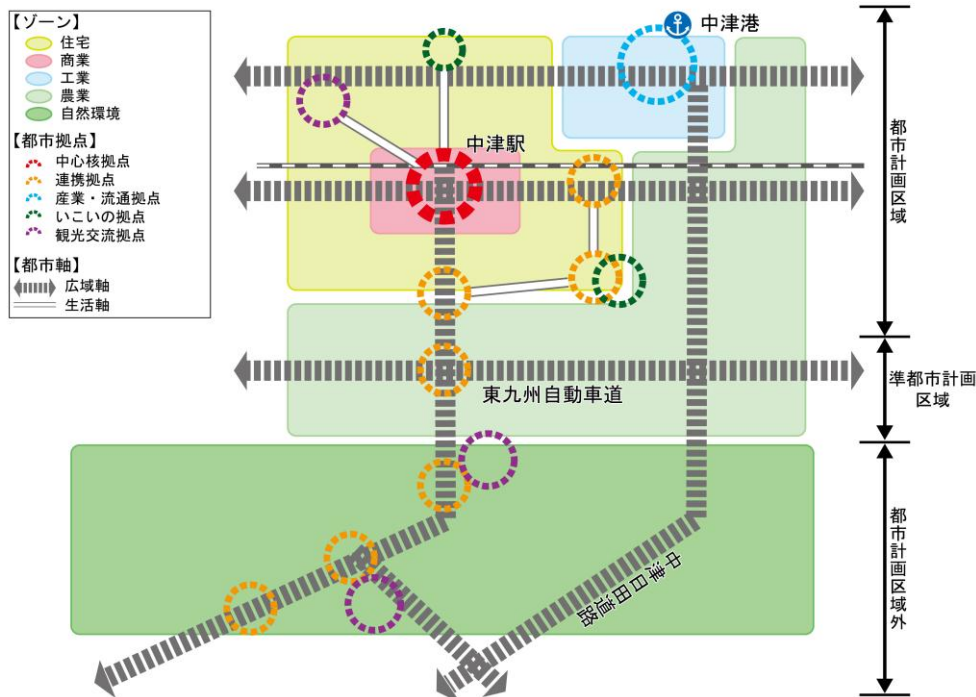 【ゾーン】
住宅
商業
工業
農業
自然環境
【都市拠点】
中心核拠点
連携拠点
産業・流通拠点
いこいの拠点
観光交流拠点
【都市軸】
広域軸
生活軸
中津港
中津駅
東九州自動車道
中津日田道路
都市計画区域
準都市計画
区域
都市計画区域外